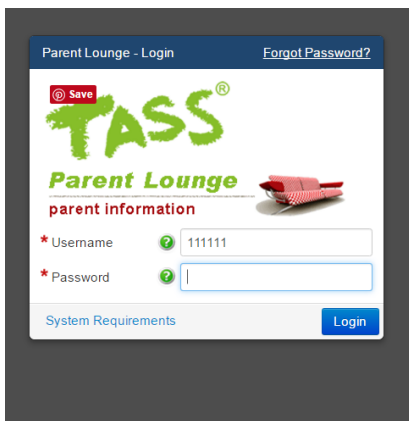 Parent Lounge - Login Forgot Password?
Save
TASS®
Parent Lounge
parent information
* Username ? 111111
* Password ?
System Requirements Login